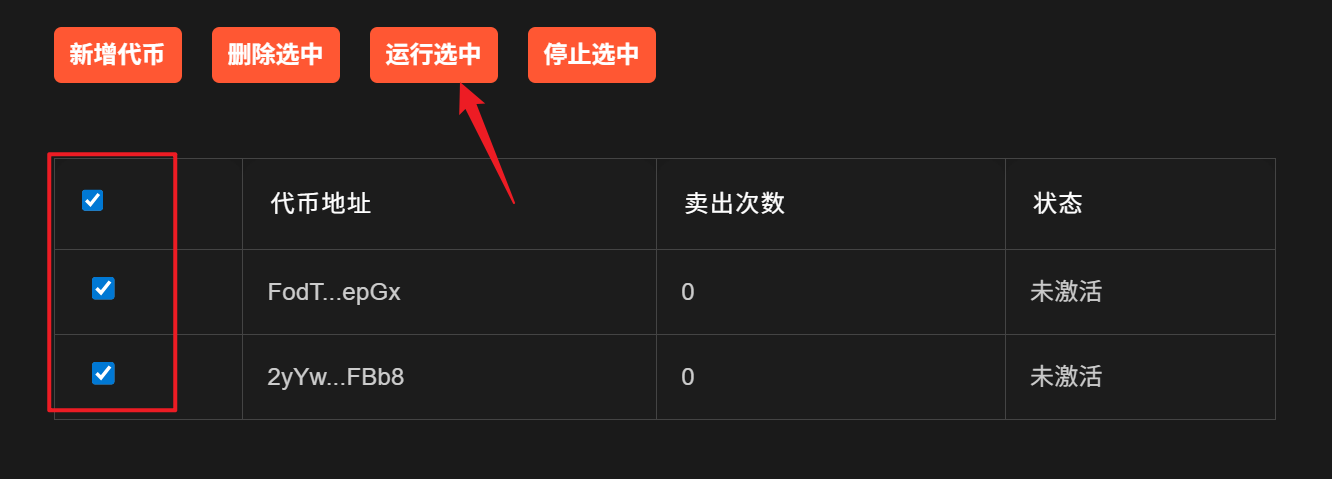 新增代币 删除选中 运行选中 停止选中
代币地址 卖出次数 状态
FodT...epGx 0 未激活
2yYw...FBb8 0 未激活